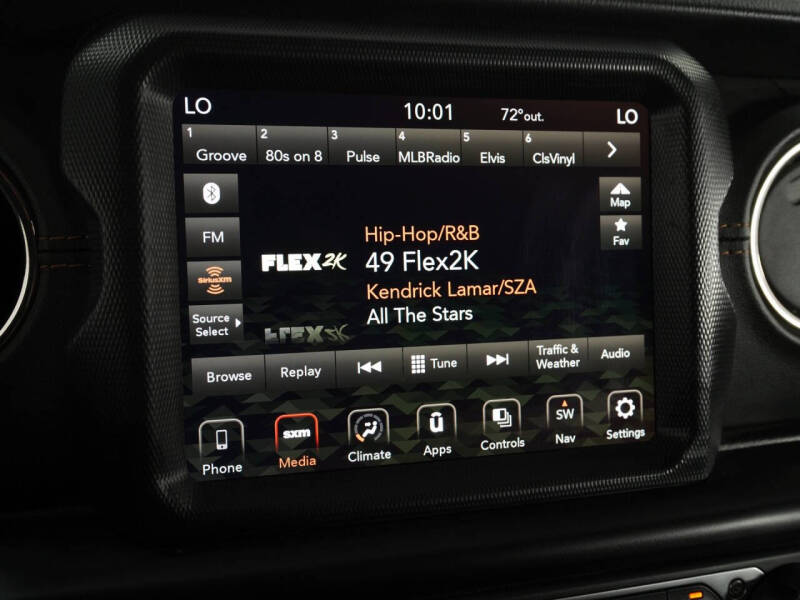 LO 10:01 72°out. LO
1 2 3 4 5 6
Groove 80s on 8 Pulse MLBRadio Elvis ClsVinyl
Map
FM
Fav
Hip-Hop/R&B
FLEX2K 49 Flex2K
SiriusXM
Kendrick Lamar/SZA
All The Stars
Source
Select
Browse Replay Tune Traffic &
Weather Audio
sxm
SW
Phone Media Climate Apps Controls Nav Settings